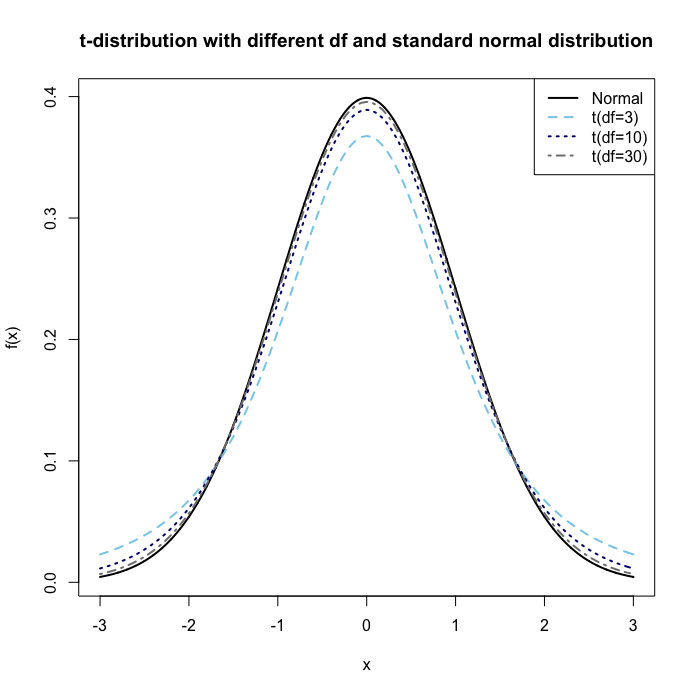 t-distribution with different df and standard normal distribution
Normal
t(df=3)
t(df=10)
t(df=30)
0.4
0.3
0.2
0.1
0.0
f(x)
-3 -2 -1 0 1 2 3
x